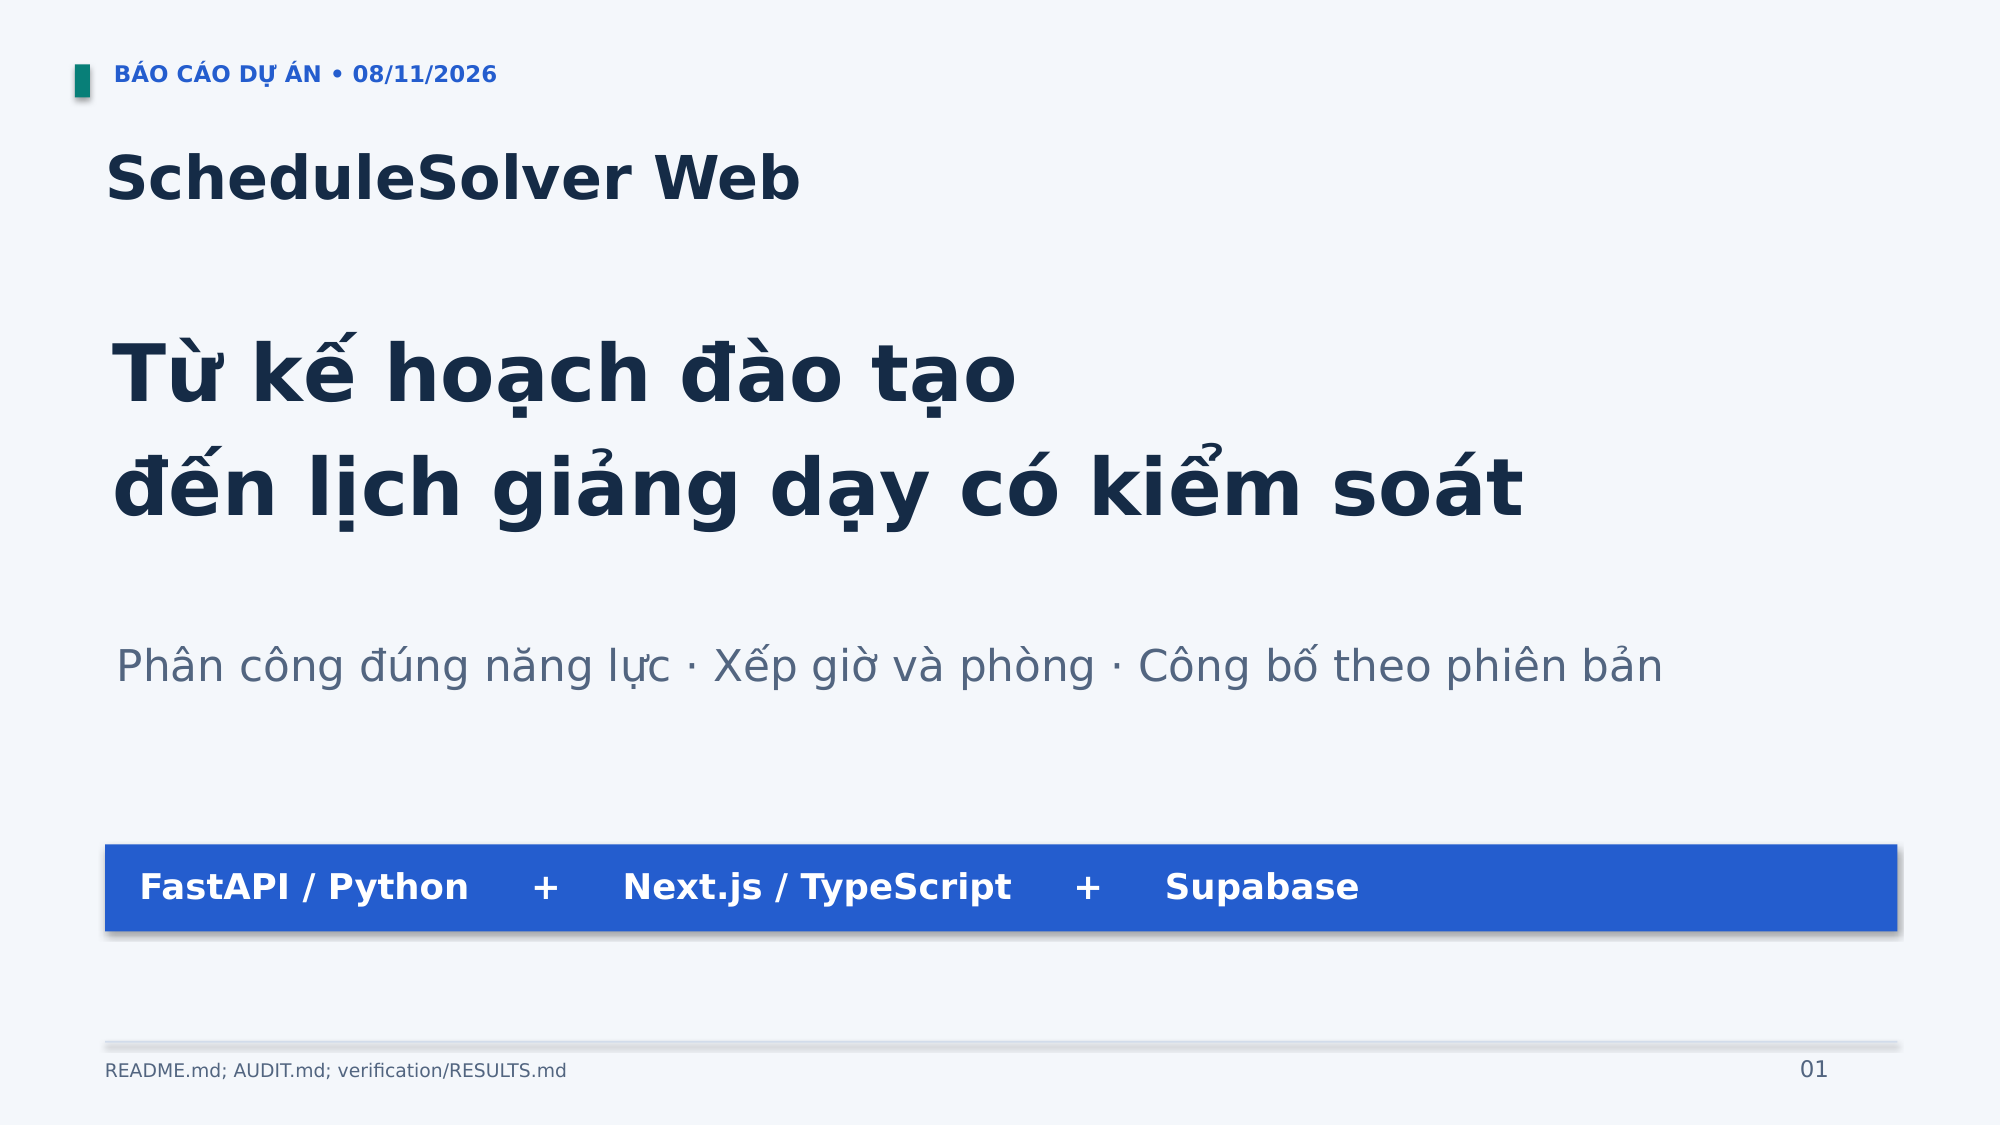 BÁO CÁO DỰ ÁN • 08/11/2026
ScheduleSolver Web
Từ kế hoạch đào tạo
đến lịch giảng dạy có kiểm soát
Phân công đúng năng lực · Xếp giờ và phòng · Công bố theo phiên bản
FastAPI / Python + Next.js / TypeScript + Supabase
README.md; AUDIT.md; verification/RESULTS.md
01